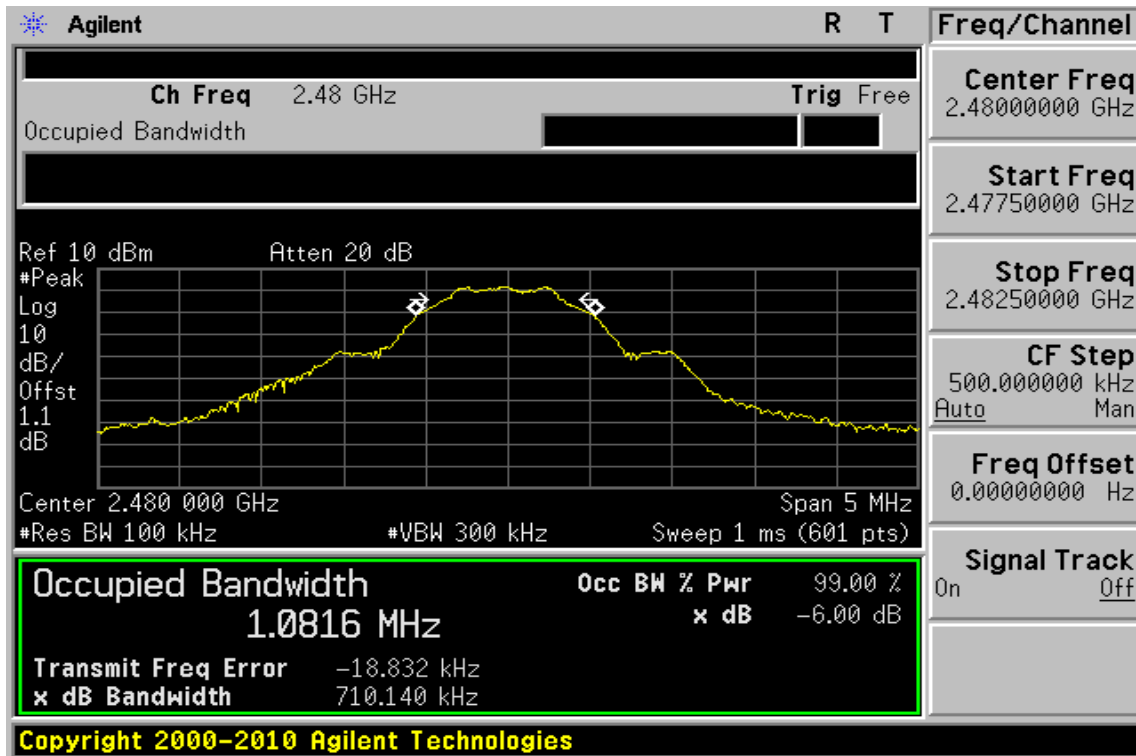 Agilent R T Freq/Channel
Ch Freq 2.48 GHz Trig Free
Occupied Bandwidth
Center Freq
2.48000000 GHz
Start Freq
2.47750000 GHz
Stop Freq
2.48250000 GHz
CF Step
500.000000 kHz
Auto Man
Freq Offset
0.00000000 Hz
Signal Track
On Off
Ref 10 dBm Atten 20 dB
#Peak
Log
10
dB/
Offst
1.1
dB
Center 2.480 000 GHz Span 5 MHz
#Res BW 100 kHz #VBW 300 kHz Sweep 1 ms (601 pts)
Occupied Bandwidth Occ BW % Pwr 99.00 %
1.0816 MHz x dB -6.00 dB
Transmit Freq Error -18.832 kHz
x dB Bandwidth 710.140 kHz
Copyright 2000-2010 Agilent Technologies